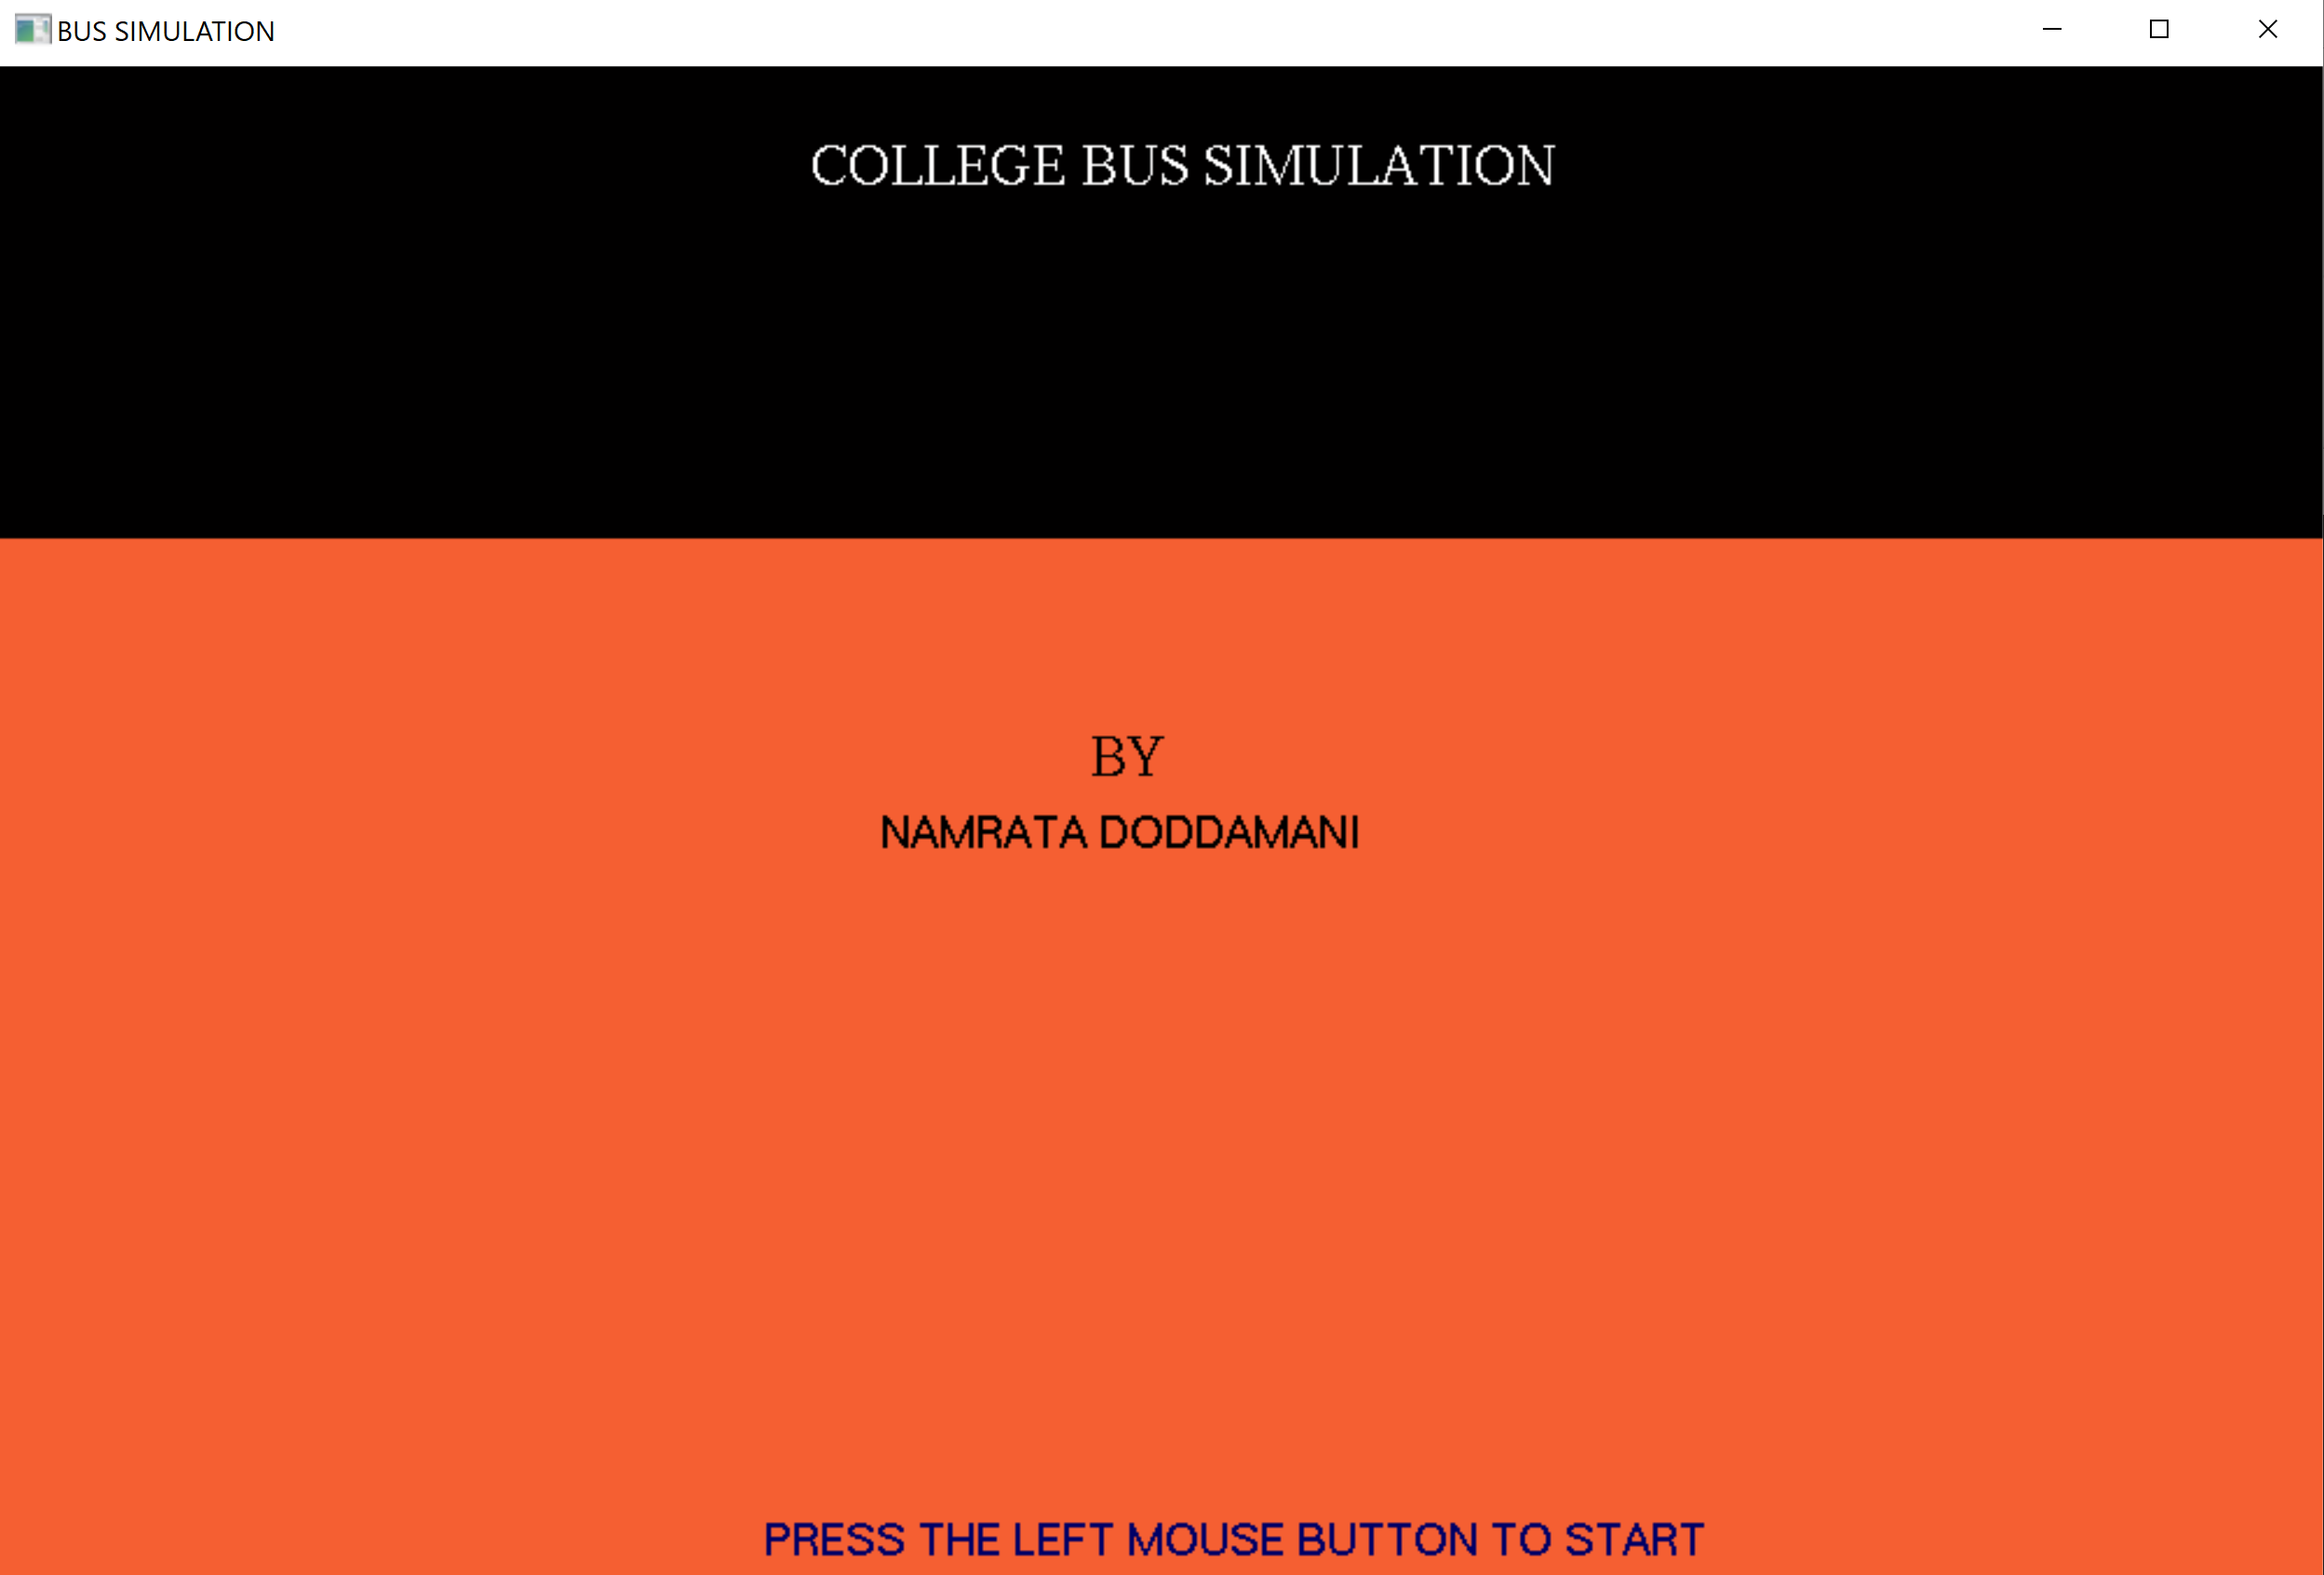 BUS SIMULATION
COLLEGE BUS SIMULATION
BY
NAMRATA DODDAMANI
PRESS THE LEFT MOUSE BUTTON TO START